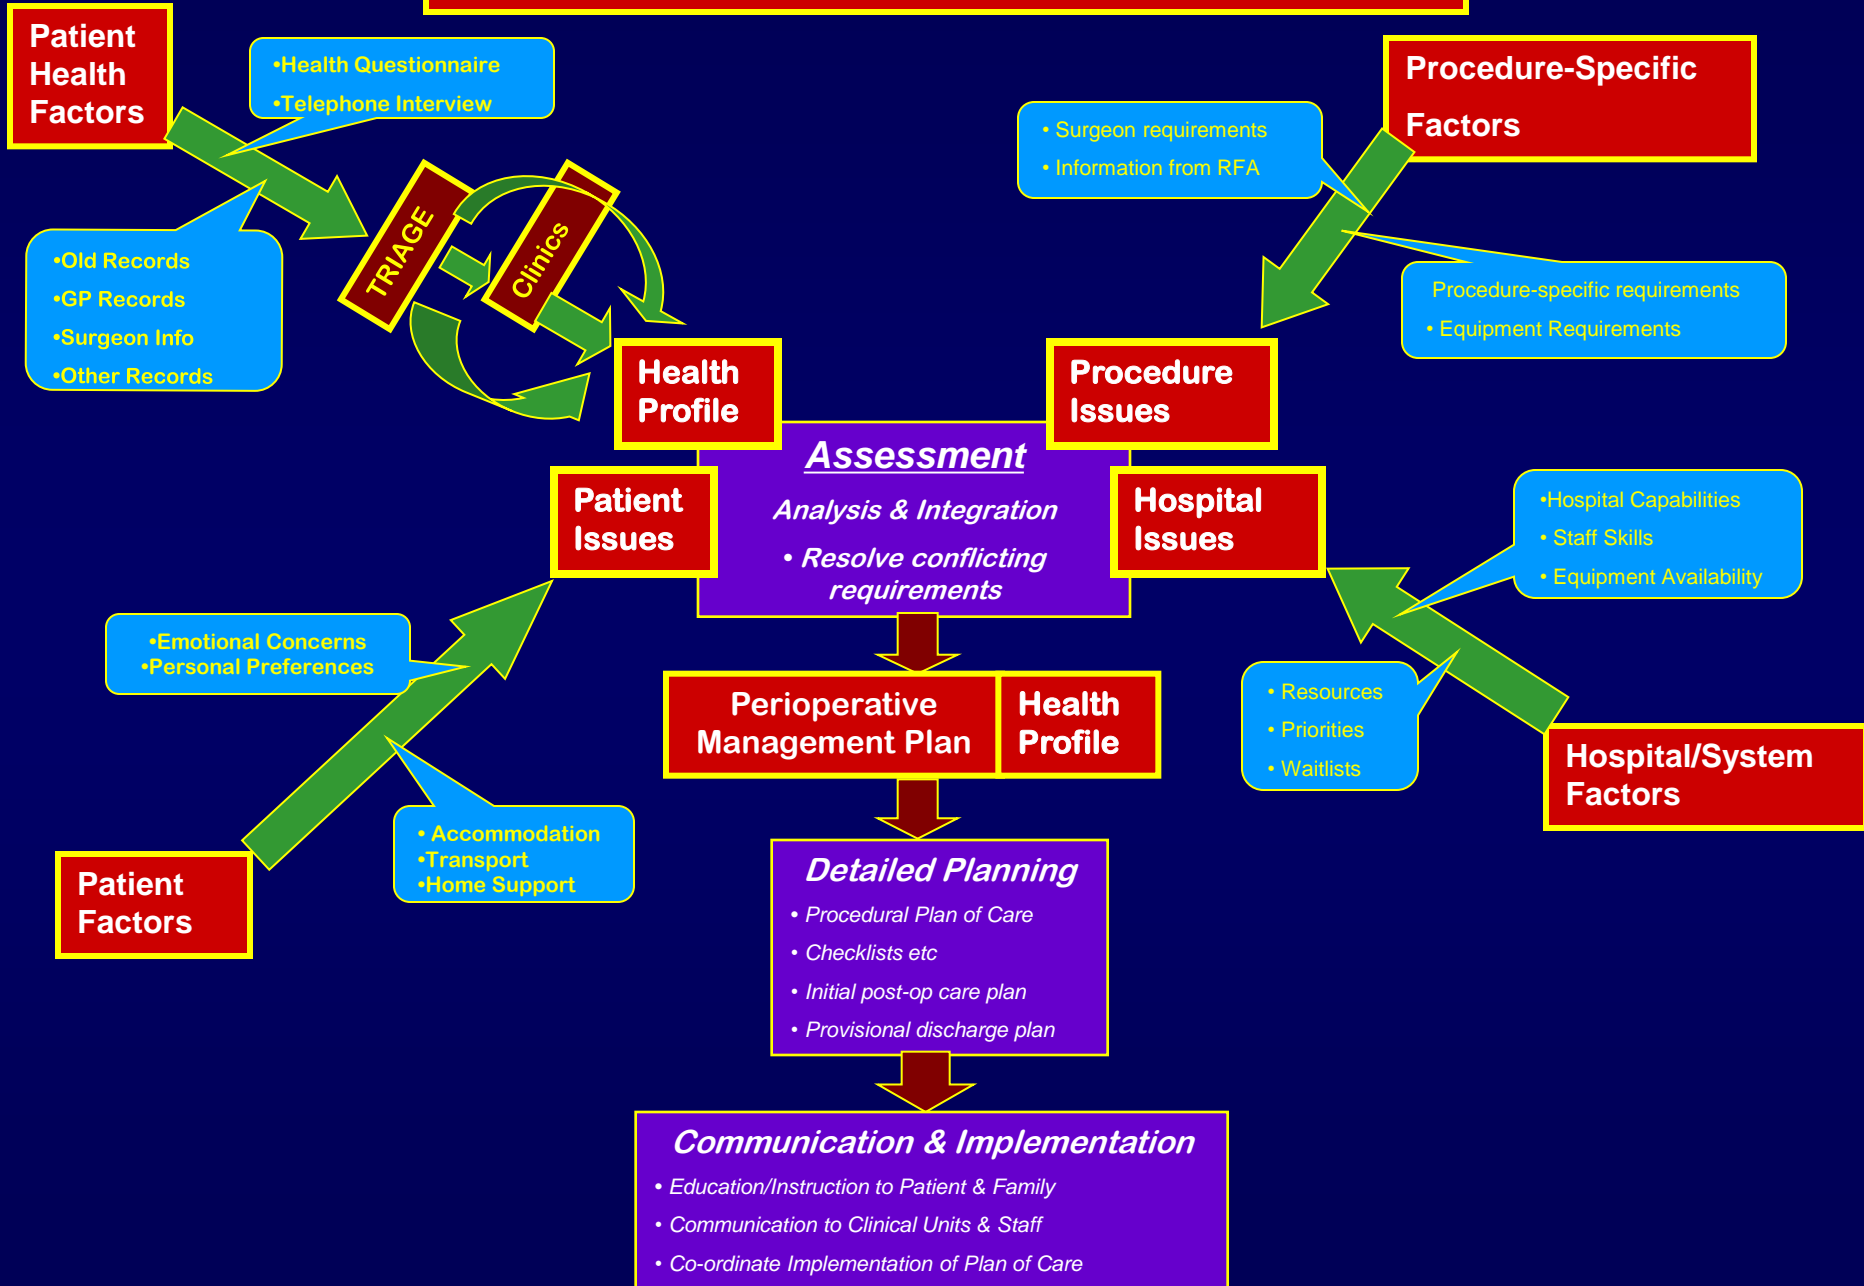 Patient
Health
Factors
•Health Questionnaire
•Telephone Interview
•Old Records
•GP Records
•Surgeon Info
•Other Records
TRIAGE
Clinics
Procedure-Specific
Factors
• Surgeon requirements
• Information from RFA
Procedure-specific requirements
• Equipment Requirements
Health
Profile
Procedure
Issues
Patient
Issues
Assessment
Analysis & Integration
• Resolve conflicting
requirements
Hospital
Issues
•Hospital Capabilities
• Staff Skills
• Equipment Availability
•Emotional Concerns
•Personal Preferences
• Resources
• Priorities
• Waitlists
Hospital/System
Factors
Perioperative
Management Plan
Health
Profile
• Accommodation
•Transport
•Home Support
Patient
Factors
Detailed Planning
• Procedural Plan of Care
• Checklists etc
• Initial post-op care plan
• Provisional discharge plan
Communication & Implementation
• Education/Instruction to Patient & Family
• Communication to Clinical Units & Staff
• Co-ordinate Implementation of Plan of Care